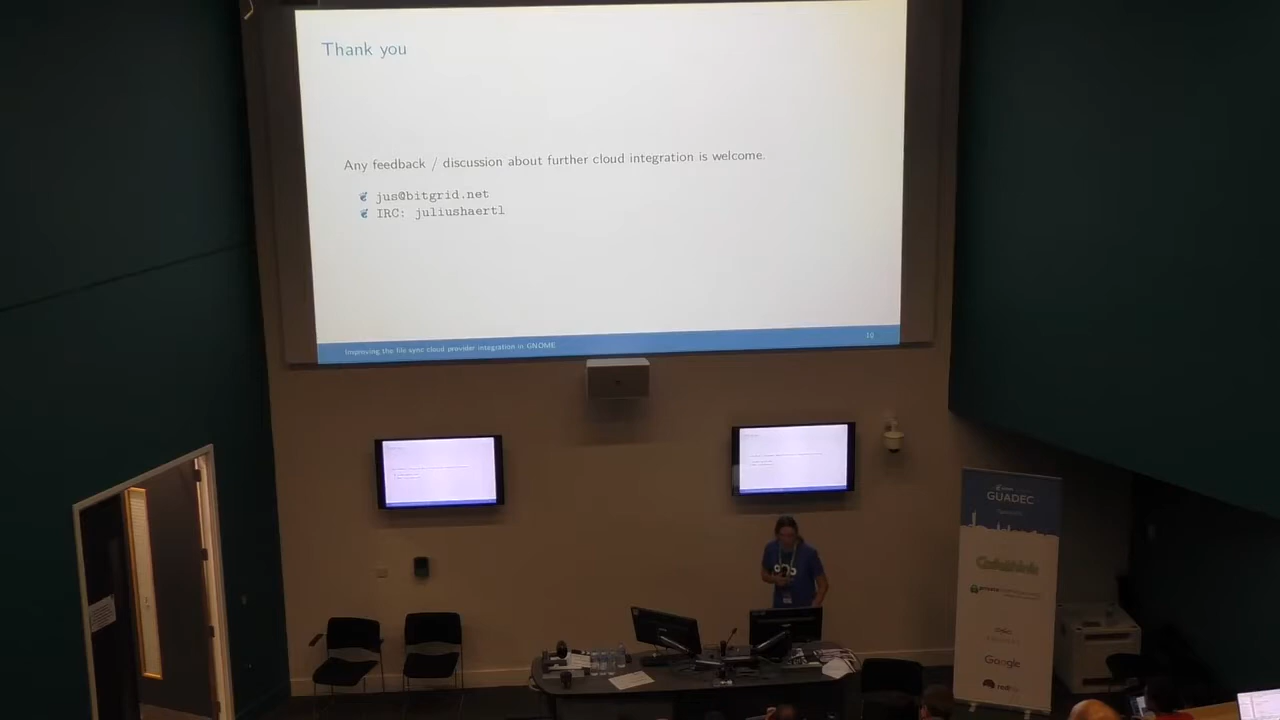 Thank you
Any feedback / discussion about further cloud integration is welcome.
jus@bitgrid.net
IRC: juliushaertl
Improving the file sync cloud provider integration in GNOME
10
GUADEC
Google